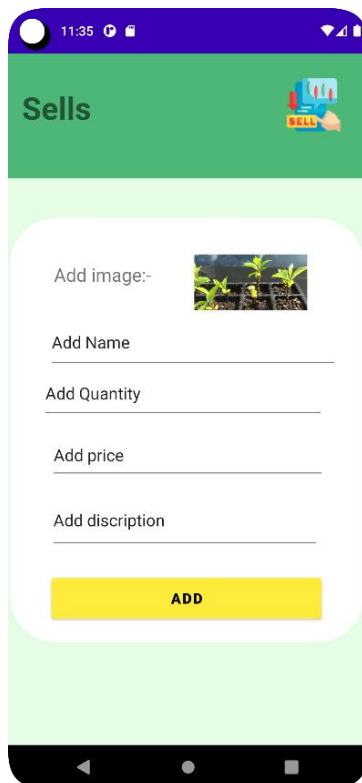 11:35
Sells
SELL
Add image:-
Add Name
Add Quantity
Add price
Add discription
ADD